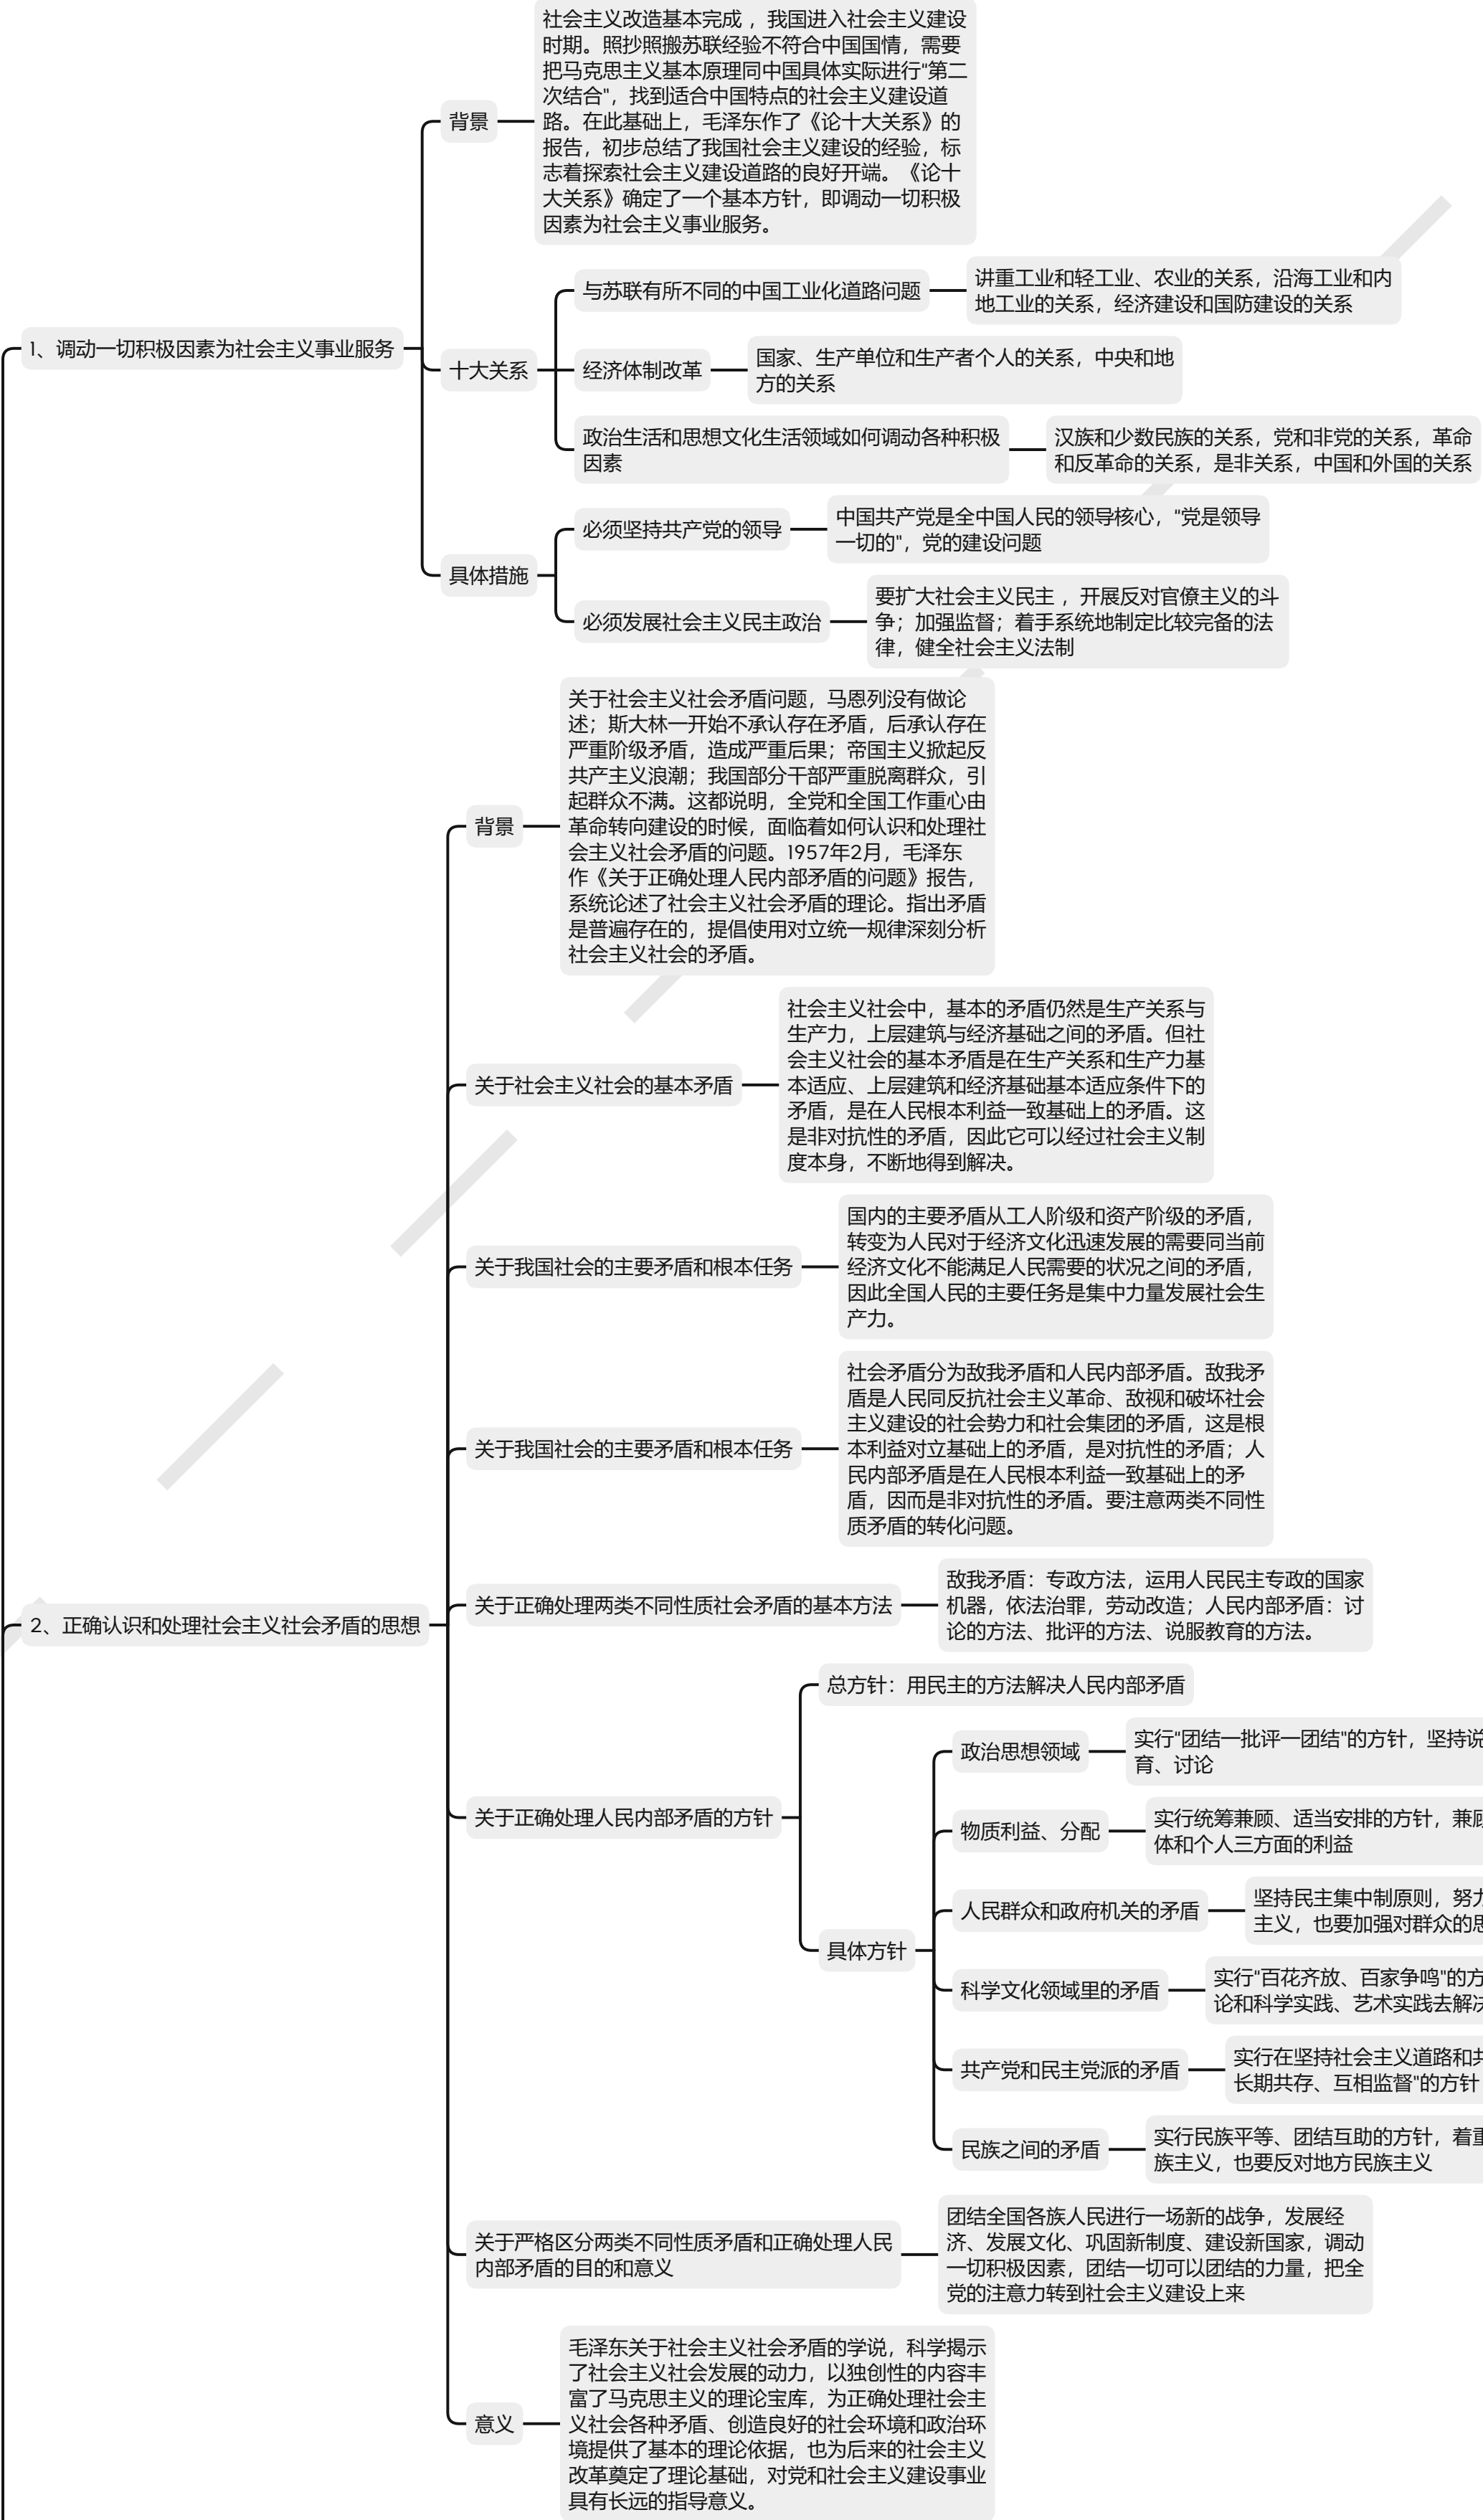 社会主义改造基本完成 ，我国进入社会主义建设
时期。照抄照搬苏联经验不符合中国国情，需要
把马克思主义基本原理同中国具体实际进行"第二
次结合"，找到适合中国特点的社会主义建设道
路。在此基础上，毛泽东作了《论十大关系》的
报告，初步总结了我国社会主义建设的经验，标
志着探索社会主义建设道路的良好开端。《论十
大关系》确定了一个基本方针，即调动一切积极
因素为社会主义事业服务。
背景
与苏联有所不同的中国工业化道路问题
讲重工业和轻工业、农业的关系，沿海工业和内
地工业的关系，经济建设和国防建设的关系
1、调动一切积极因素为社会主义事业服务
十大关系
经济体制改革
国家、生产单位和生产者个人的关系，中央和地
方的关系
政治生活和思想文化生活领域如何调动各种积极
因素
汉族和少数民族的关系，党和非党的关系，革命
和反革命的关系，是非关系，中国和外国的关系
必须坚持共产党的领导
中国共产党是全中国人民的领导核心，"党是领导
一切的"，党的建设问题
具体措施
必须发展社会主义民主政治
要扩大社会主义民主 ，开展反对官僚主义的斗
争；加强监督；着手系统地制定比较完备的法
律，健全社会主义法制
关于社会主义社会矛盾问题，马恩列没有做论
述；斯大林一开始不承认存在矛盾，后承认存在
严重阶级矛盾，造成严重后果；帝国主义掀起反
共产主义浪潮；我国部分干部严重脱离群众，引
起群众不满。这都说明，全党和全国工作重心由
革命转向建设的时候，面临着如何认识和处理社
会主义社会矛盾的问题。1957年2月，毛泽东
作《关于正确处理人民内部矛盾的问题》报告，
系统论述了社会主义社会矛盾的理论。指出矛盾
是普遍存在的，提倡使用对立统一规律深刻分析
社会主义社会的矛盾。
背景
关于社会主义社会的基本矛盾
社会主义社会中，基本的矛盾仍然是生产关系与
生产力，上层建筑与经济基础之间的矛盾。但社
会主义社会的基本矛盾是在生产关系和生产力基
本适应、上层建筑和经济基础基本适应条件下的
矛盾，是在人民根本利益一致基础上的矛盾。这
是非对抗性的矛盾，因此它可以经过社会主义制
度本身，不断地得到解决。
关于我国社会的主要矛盾和根本任务
国内的主要矛盾从工人阶级和资产阶级的矛盾，
转变为人民对于经济文化迅速发展的需要同当前
经济文化不能满足人民需要的状况之间的矛盾，
因此全国人民的主要任务是集中力量发展社会生
产力。
关于我国社会的主要矛盾和根本任务
社会矛盾分为敌我矛盾和人民内部矛盾。敌我矛
盾是人民同反抗社会主义革命、敌视和破坏社会
主义建设的社会势力和社会集团的矛盾，这是根
本利益对立基础上的矛盾，是对抗性的矛盾；人
民内部矛盾是在人民根本利益一致基础上的矛
盾，因而是非对抗性的矛盾。要注意两类不同性
质矛盾的转化问题。
2、正确认识和处理社会主义社会矛盾的思想
关于正确处理两类不同性质社会矛盾的基本方法
敌我矛盾：专政方法，运用人民民主专政的国家
机器，依法治罪，劳动改造；人民内部矛盾：讨
论的方法、批评的方法、说服教育的方法。
关于正确处理人民内部矛盾的方针
总方针：用民主的方法解决人民内部矛盾
具体方针
政治思想领域
实行"团结一批评一团结"的方针，坚持说
育、讨论
物质利益、分配
实行统筹兼顾、适当安排的方针，兼顾
体和个人三方面的利益
人民群众和政府机关的矛盾
坚持民主集中制原则，努力
主义，也要加强对群众的思
科学文化领域里的矛盾
实行"百花齐放、百家争鸣"的方
论和科学实践、艺术实践去解决
共产党和民主党派的矛盾
实行在坚持社会主义道路和共
长期共存、互相监督"的方针
民族之间的矛盾
实行民族平等、团结互助的方针，着重
族主义，也要反对地方民族主义
关于严格区分两类不同性质矛盾和正确处理人民
内部矛盾的目的和意义
团结全国各族人民进行一场新的战争，发展经
济、发展文化、巩固新制度、建设新国家，调动
一切积极因素，团结一切可以团结的力量，把全
党的注意力转到社会主义建设上来
意义
毛泽东关于社会主义社会矛盾的学说，科学揭示
了社会主义社会发展的动力，以独创性的内容丰
富了马克思主义的理论宝库，为正确处理社会主
义社会各种矛盾、创造良好的社会环境和政治环
境提供了基本的理论依据，也为后来的社会主义
改革奠定了理论基础，对党和社会主义建设事业
具有长远的指导意义。